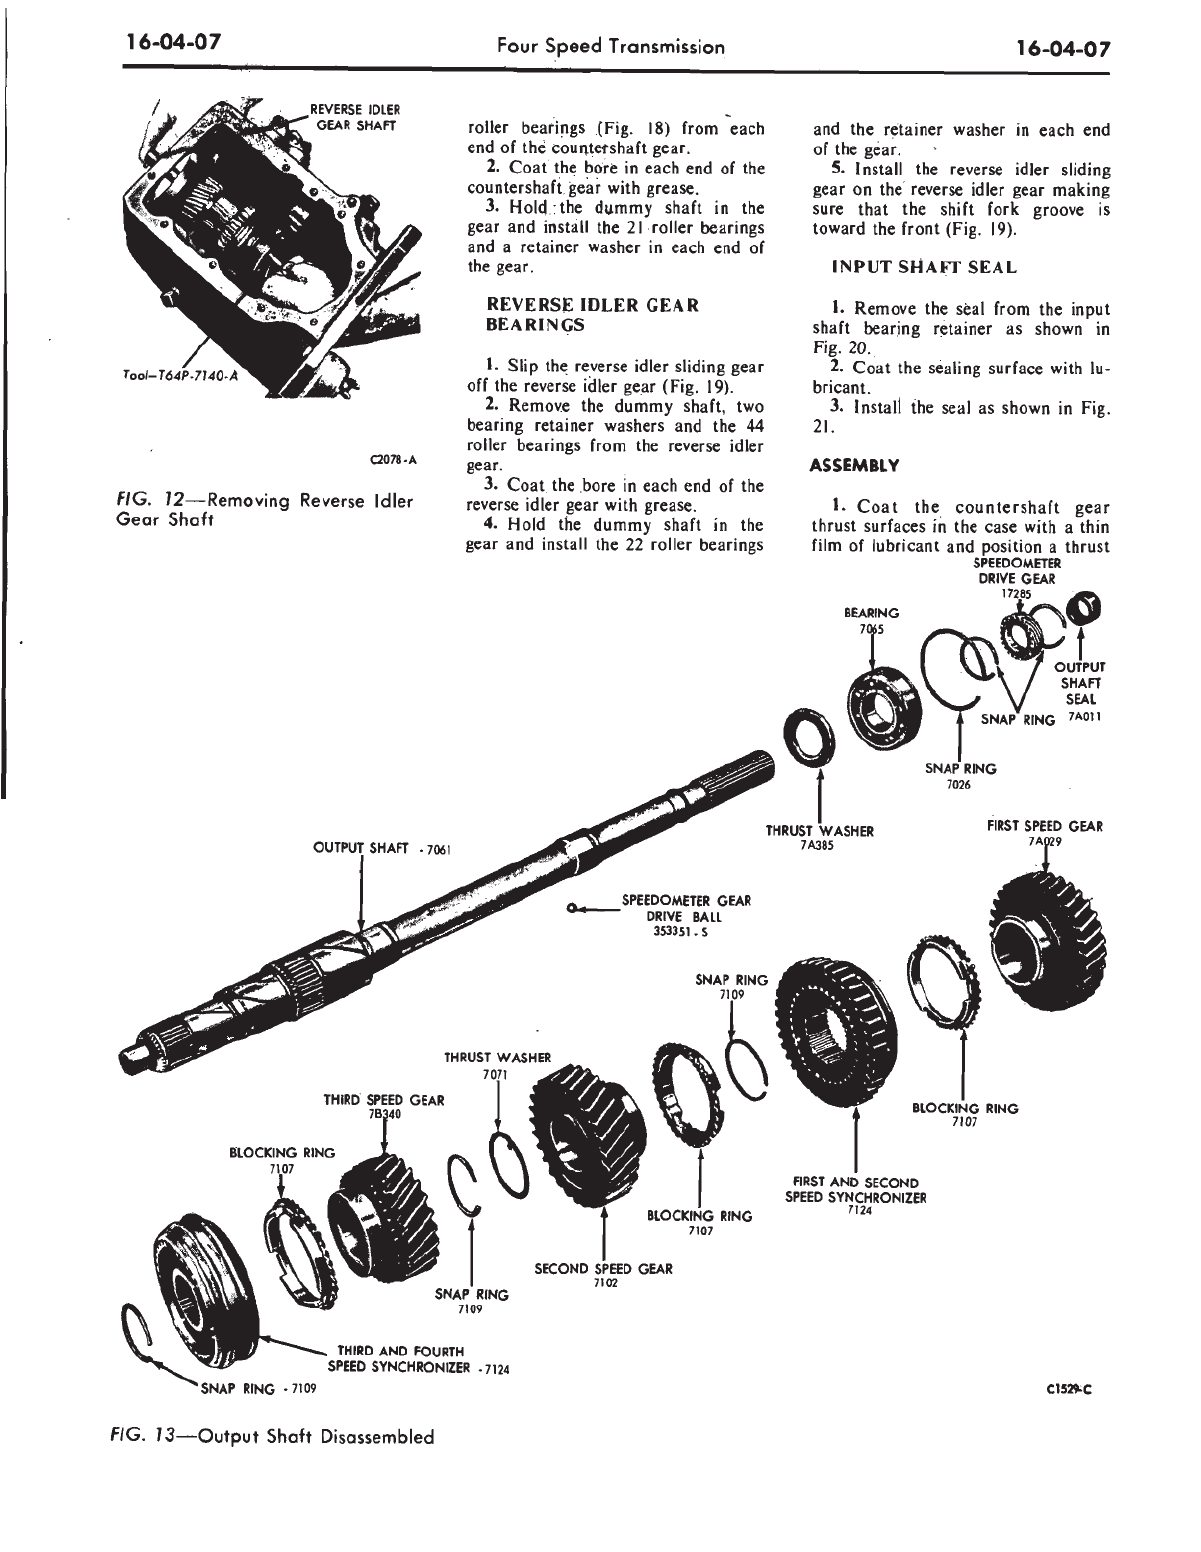 16-04-07
Four Speed Transmission
16-04-07
REVERSE IDLER
GEAR SHAFT
Tool-T64P-7140-A
C2078-A
FIG. 12—Removing Reverse Idler
Gear Shaft
roller bearings (Fig. 18) from each
end of the countershaft gear.
2. Coat the bore in each end of the
countershaft gear with grease.
3. Hold the dummy shaft in the
gear and install the 21 roller bearings
and a retainer washer in each end of
the gear.
REVERSE IDLER GEAR
BEARINGS
1. Slip the reverse idler sliding gear
off the reverse idler gear (Fig. 19).
2. Remove the dummy shaft, two
bearing retainer washers and the 44
roller bearings from the reverse idler
gear.
3. Coat the bore in each end of the
reverse idler gear with grease.
4. Hold the dummy shaft in the
gear and install the 22 roller bearings
and the retainer washer in each end
of the gear.
5. Install the reverse idler sliding
gear on the reverse idler gear making
sure that the shift fork groove is
toward the front (Fig. 19).
INPUT SHAFT SEAL
1. Remove the seal from the input
shaft bearing retainer as shown in
Fig. 20.
2. Coat the sealing surface with lu-
bricant.
3. Install the seal as shown in Fig.
21.
ASSEMBLY
1. Coat the countershaft gear
thrust surfaces in the case with a thin
film of lubricant and position a thrust
SPEEDOMETER
DRIVE GEAR
17285
BEARING
7065
OUTPUT
SHAFT
SEAL
7A011
SNAP RING
SNAP RING
7026
THRUST WASHER
7A385
FIRST SPEED GEAR
7A029
OUTPUT SHAFT - 7061
SPEEDOMETER GEAR
DRIVE BALL
353351-S
SNAP RING
7109
THRUST WASHER
7071
THIRD SPEED GEAR
7B340
BLOCKING RING
7107
BLOCKING RING
7107
FIRST AND SECOND
SPEED SYNCHRONIZER
7124
BLOCKING RING
7107
SECOND SPEED GEAR
7102
SNAP RING
7109
THIRD AND FOURTH
SPEED SYNCHRONIZER - 7124
SNAP RING - 7109
C1529-C
FIG. 13—Output Shaft Disassembled